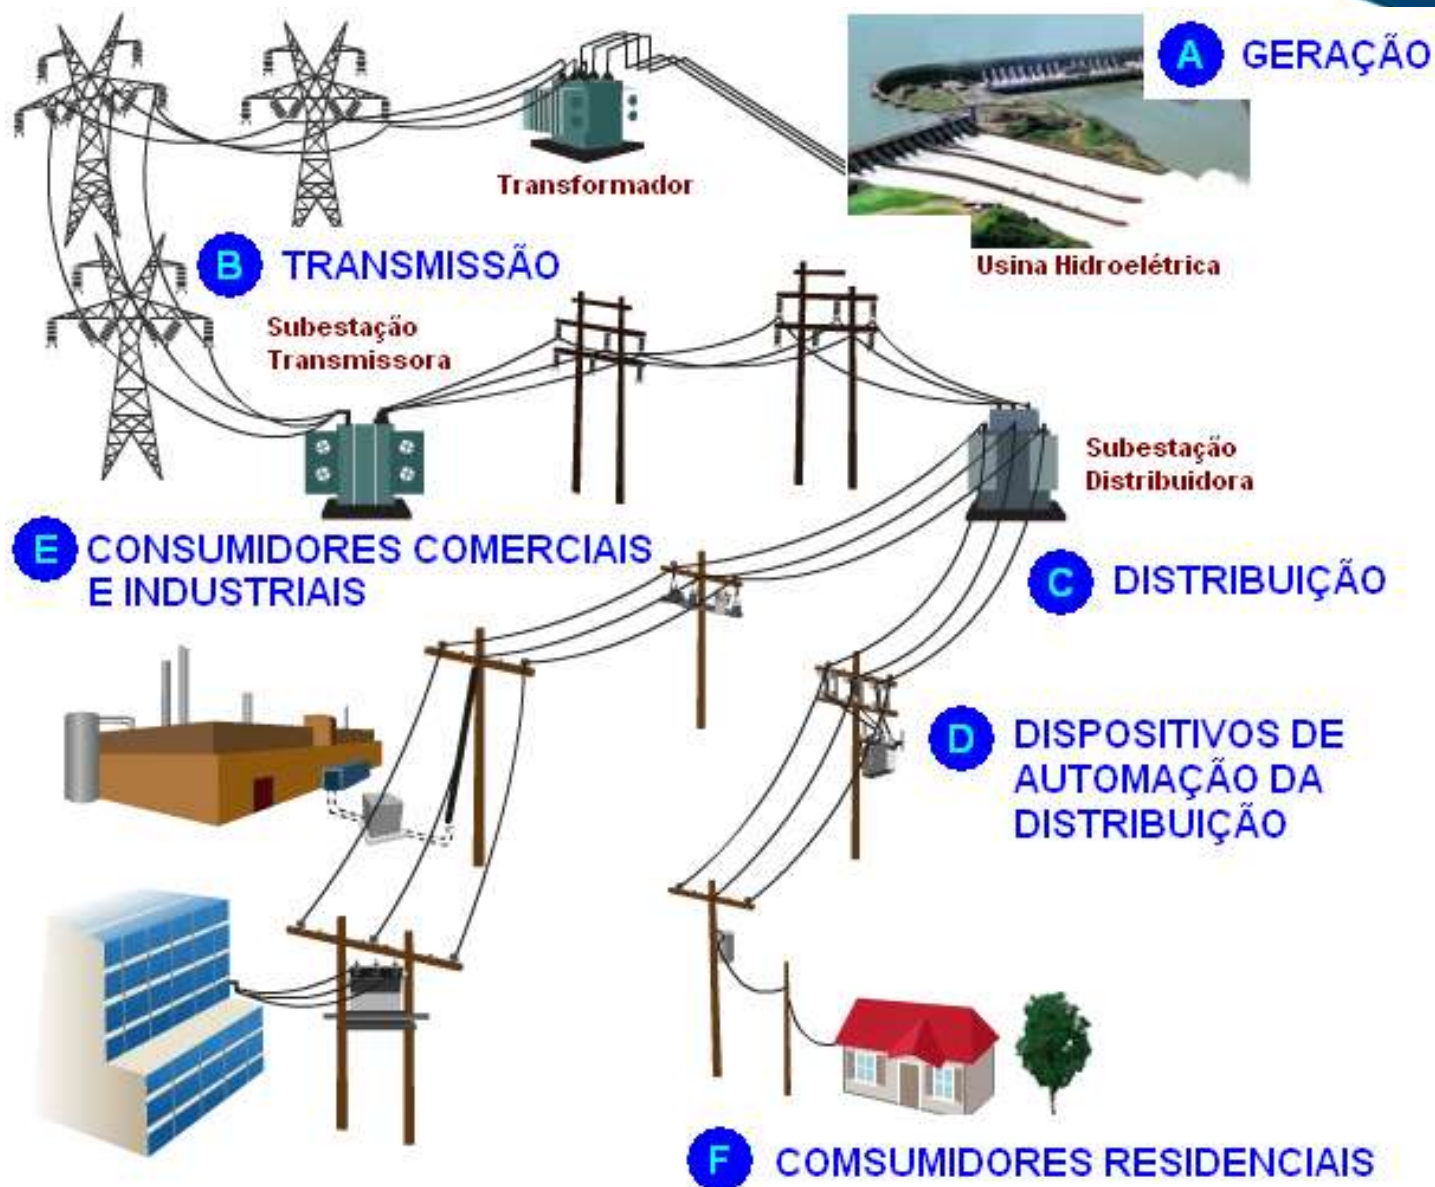 A GERAÇÃO
Transformador
Usina Hidroelétrica
B TRANSMISSÃO
Subestação
Transmissora
Subestação
Distribuidora
E CONSUMIDORES COMERCIAIS
E INDUSTRIAIS
C DISTRIBUIÇÃO
D DISPOSITIVOS DE
AUTOMAÇÃO DA
DISTRIBUIÇÃO
F COMSUMIDORES RESIDENCIAIS